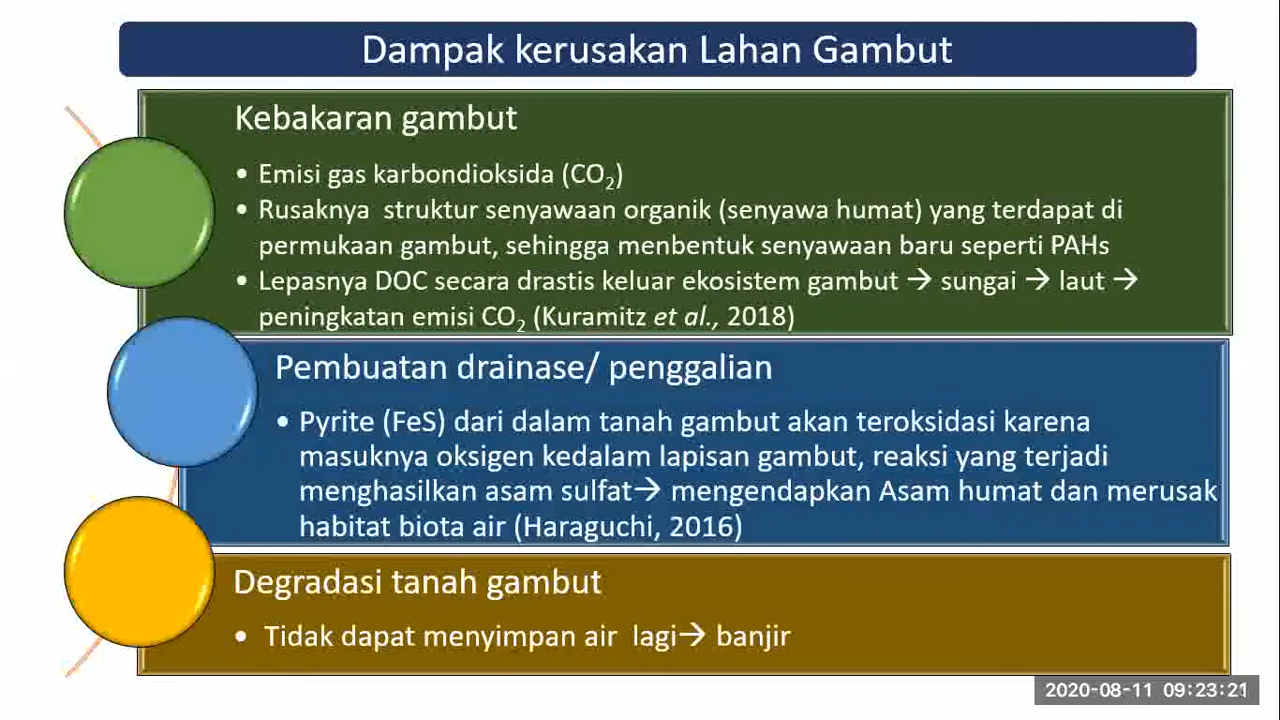 Dampak kerusakan Lahan Gambut
Kebakaran gambut
• Emisi gas karbondioksida (CO₂)
• Rusaknya struktur senyawaan organik (senyawa humat) yang terdapat di
permukaan gambut, sehingga menbentuk senyawaan baru seperti PAHs
• Lepasnya DOC secara drastis keluar ekosistem gambut → sungai → laut →
peningkatan emisi CO₂ (Kuramitz et al., 2018)
Pembuatan drainase/ penggalian
• Pyrite (FeS) dari dalam tanah gambut akan teroksidasi karena
masuknya oksigen kedalam lapisan gambut, reaksi yang terjadi
menghasilkan asam sulfat→ mengendapkan Asam humat dan merusak
habitat biota air (Haraguchi, 2016)
Degradasi tanah gambut
• Tidak dapat menyimpan air lagi→ banjir
2020-08-11 09:23:21